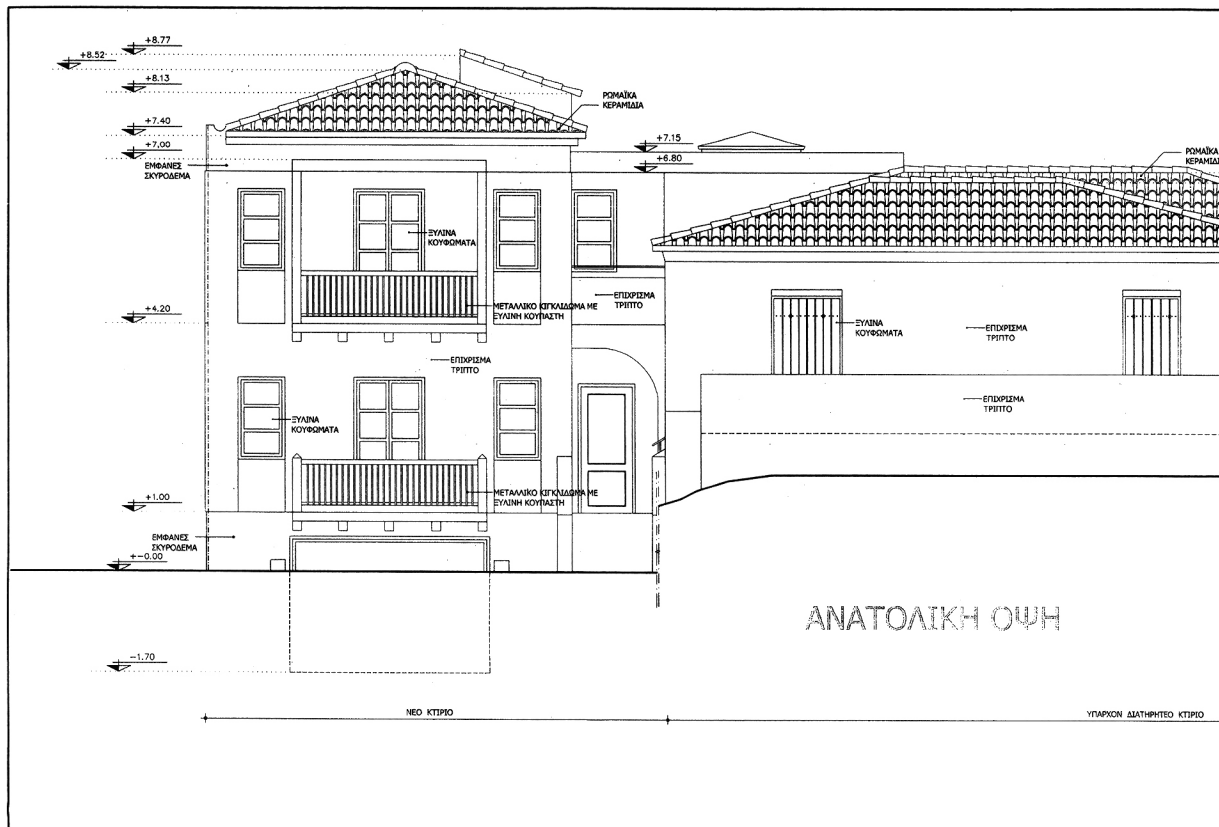 +8.77
+8.52
+8.13
ΡΩΜΑΪΚΑ
ΚΕΡΑΜΙΔΙΑ
+7.40
+7.00
+7.15
+6.80
ΡΩΜΑΪΚΑ
ΚΕΡΑΜΙΔΙ
ΕΜΦΑΝΕΣ
ΣΚΥΡΟΔΕΜΑ
ΞΥΛΙΝΑ
ΚΟΥΦΩΜΑΤΑ
ΜΕΤΑΛΛΙΚΟ ΚΙΓΚΛΙΔΩΜΑ ΜΕ
ΞΥΛΙΝΗ ΚΟΥΠΑΣΤΗ
ΕΠΙΧΡΙΣΜΑ
ΤΡΙΠΤΟ
+4.20
ΞΥΛΙΝΑ
ΚΟΥΦΩΜΑΤΑ
ΕΠΙΧΡΙΣΜΑ
ΤΡΙΠΤΟ
ΕΠΙΧΡΙΣΜΑ
ΤΡΙΠΤΟ
ΕΠΙΧΡΙΣΜΑ
ΤΡΙΠΤΟ
ΞΥΛΙΝΑ
ΚΟΥΦΩΜΑΤΑ
ΜΕΤΑΛΛΙΚΟ ΚΙΓΚΛΙΔΩΜΑ ΜΕ
ΞΥΛΙΝΗ ΚΟΥΠΑΣΤΗ
+1.00
ΕΜΦΑΝΕΣ
ΣΚΥΡΟΔΕΜΑ
+-0.00
ΑΝΑΤΟΛΙΚΗ ΟΨΗ
-1.70
ΝΕΟ ΚΤΙΡΙΟ
ΥΠΑΡΧΟΝ ΔΙΑΤΗΡΗΤΕΟ ΚΤΙΡΙΟ